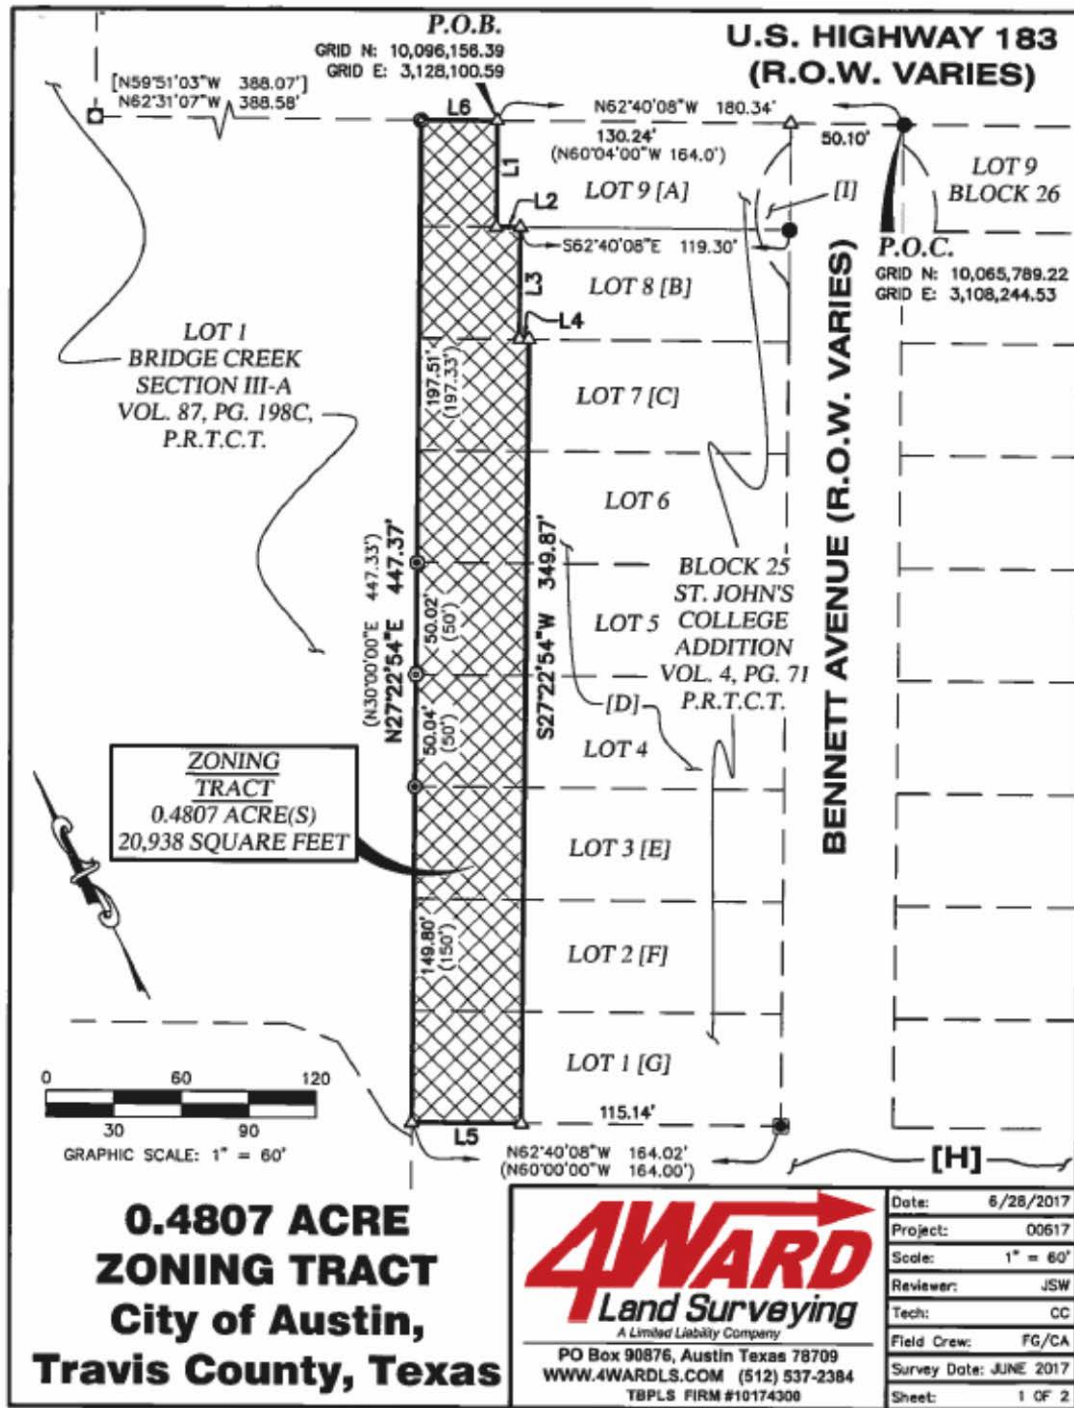 P.O.B.
GRID N: 10,096,156.39
GRID E: 3,128,100.59
U.S. HIGHWAY 183
(R.O.W. VARIES)
[N59°51'03"W 388.07']
N62°31'07"W 388.58'
L6
N62°40'08"W 180.34'
130.24'
(N60°04'00"W 164.0')
50.10'
L1
LOT 9 [A]
[I]
LOT 9
BLOCK 26
L2
S62°40'08"E 119.30'
P.O.C.
GRID N: 10,065,789.22
GRID E: 3,108,244.53
L3
LOT 8 [B]
L4
LOT 1
BRIDGE CREEK
SECTION III-A
VOL. 87, PG. 198C,
P.R.T.C.T.
197.51'
(197.33')
LOT 7 [C]
BENNETT AVENUE (R.O.W. VARIES)
LOT 6
(N30°00'00"E 447.33')
N27°22'54"E 447.37'
50.02'
(50')
S27°22'54"W 349.87'
BLOCK 25
ST. JOHN'S
COLLEGE
ADDITION
VOL. 4, PG. 71
P.R.T.C.T.
LOT 5
[D]
50.04'
(50')
LOT 4
ZONING
TRACT
0.4807 ACRE(S)
20,938 SQUARE FEET
LOT 3 [E]
149.80'
(150')
LOT 2 [F]
LOT 1 [G]
0 60 120
30 90
GRAPHIC SCALE: 1" = 60'
L5
115.14'
N62°40'08"W 164.02'
(N60°00'00"W 164.00')
[H]
0.4807 ACRE
ZONING TRACT
City of Austin,
Travis County, Texas
4WARD
Land Surveying
A Limited Liability Company
PO Box 90876, Austin Texas 78709
WWW.4WARDLS.COM (512) 537-2384
TBPLS FIRM #10174300
Date: 6/28/2017
Project: 00617
Scale: 1" = 60'
Reviewer: JSW
Tech: CC
Field Crew: FG/CA
Survey Date: JUNE 2017
Sheet: 1 OF 2